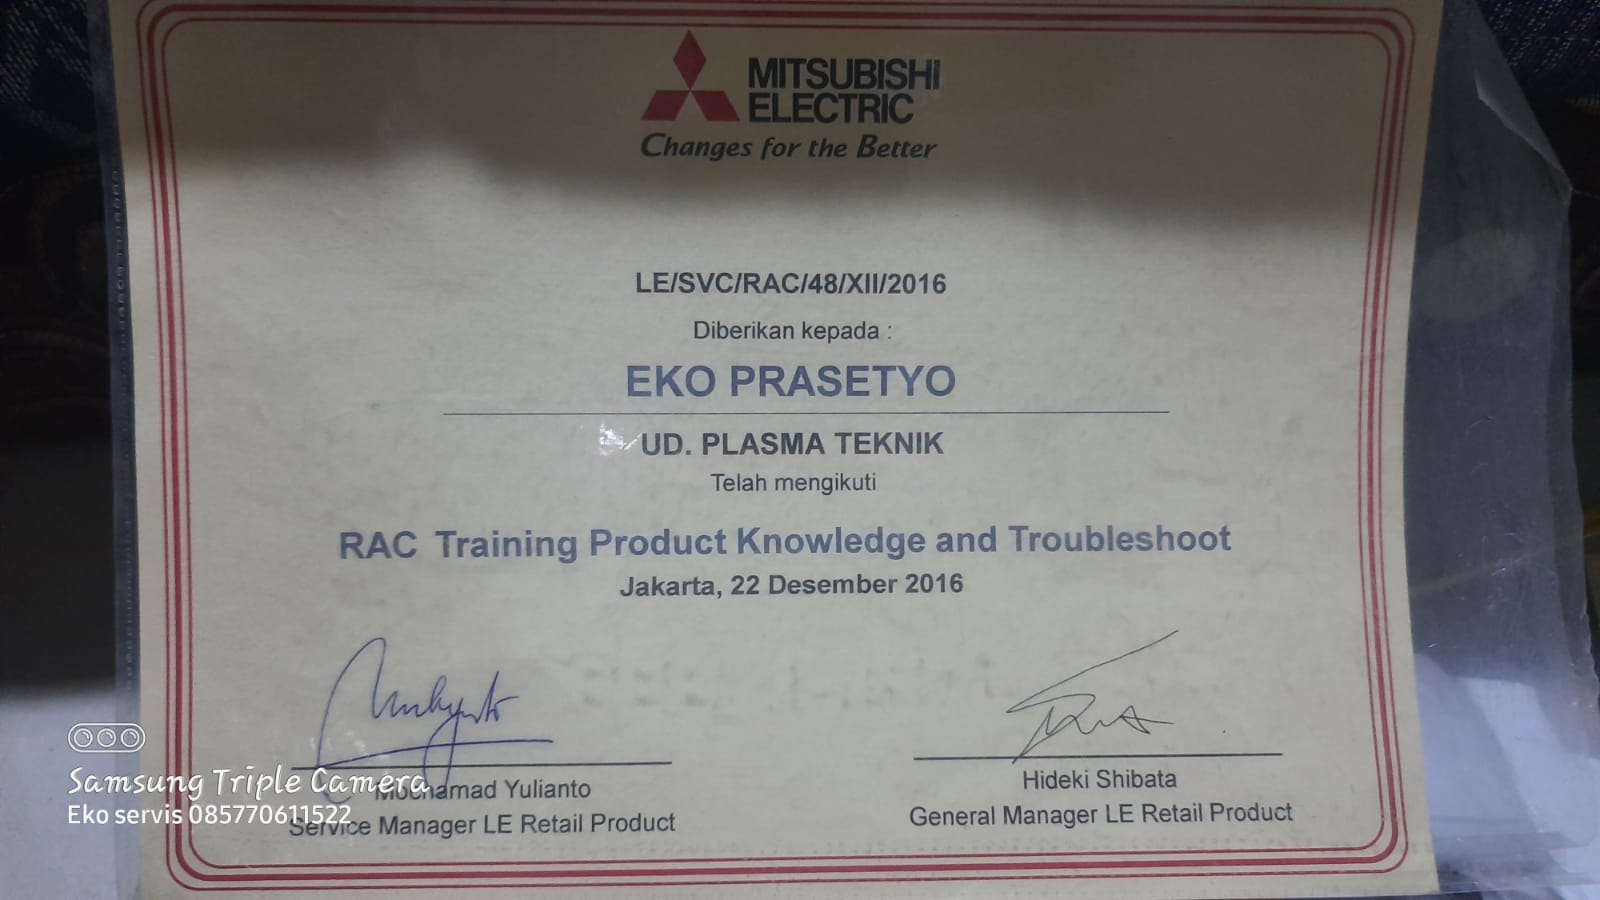 MITSUBISHI
ELECTRIC
Changes for the Better
LE/SVC/RAC/48/XII/2016
Diberikan kepada :
EKO PRASETYO
UD. PLASMA TEKNIK
Telah mengikuti
RAC Training Product Knowledge and Troubleshoot
Jakarta, 22 Desember 2016
Mochamad Yulianto
Service Manager LE Retail Product
Hideki Shibata
General Manager LE Retail Product
Samsung Triple Camera
Eko servis 085770611522